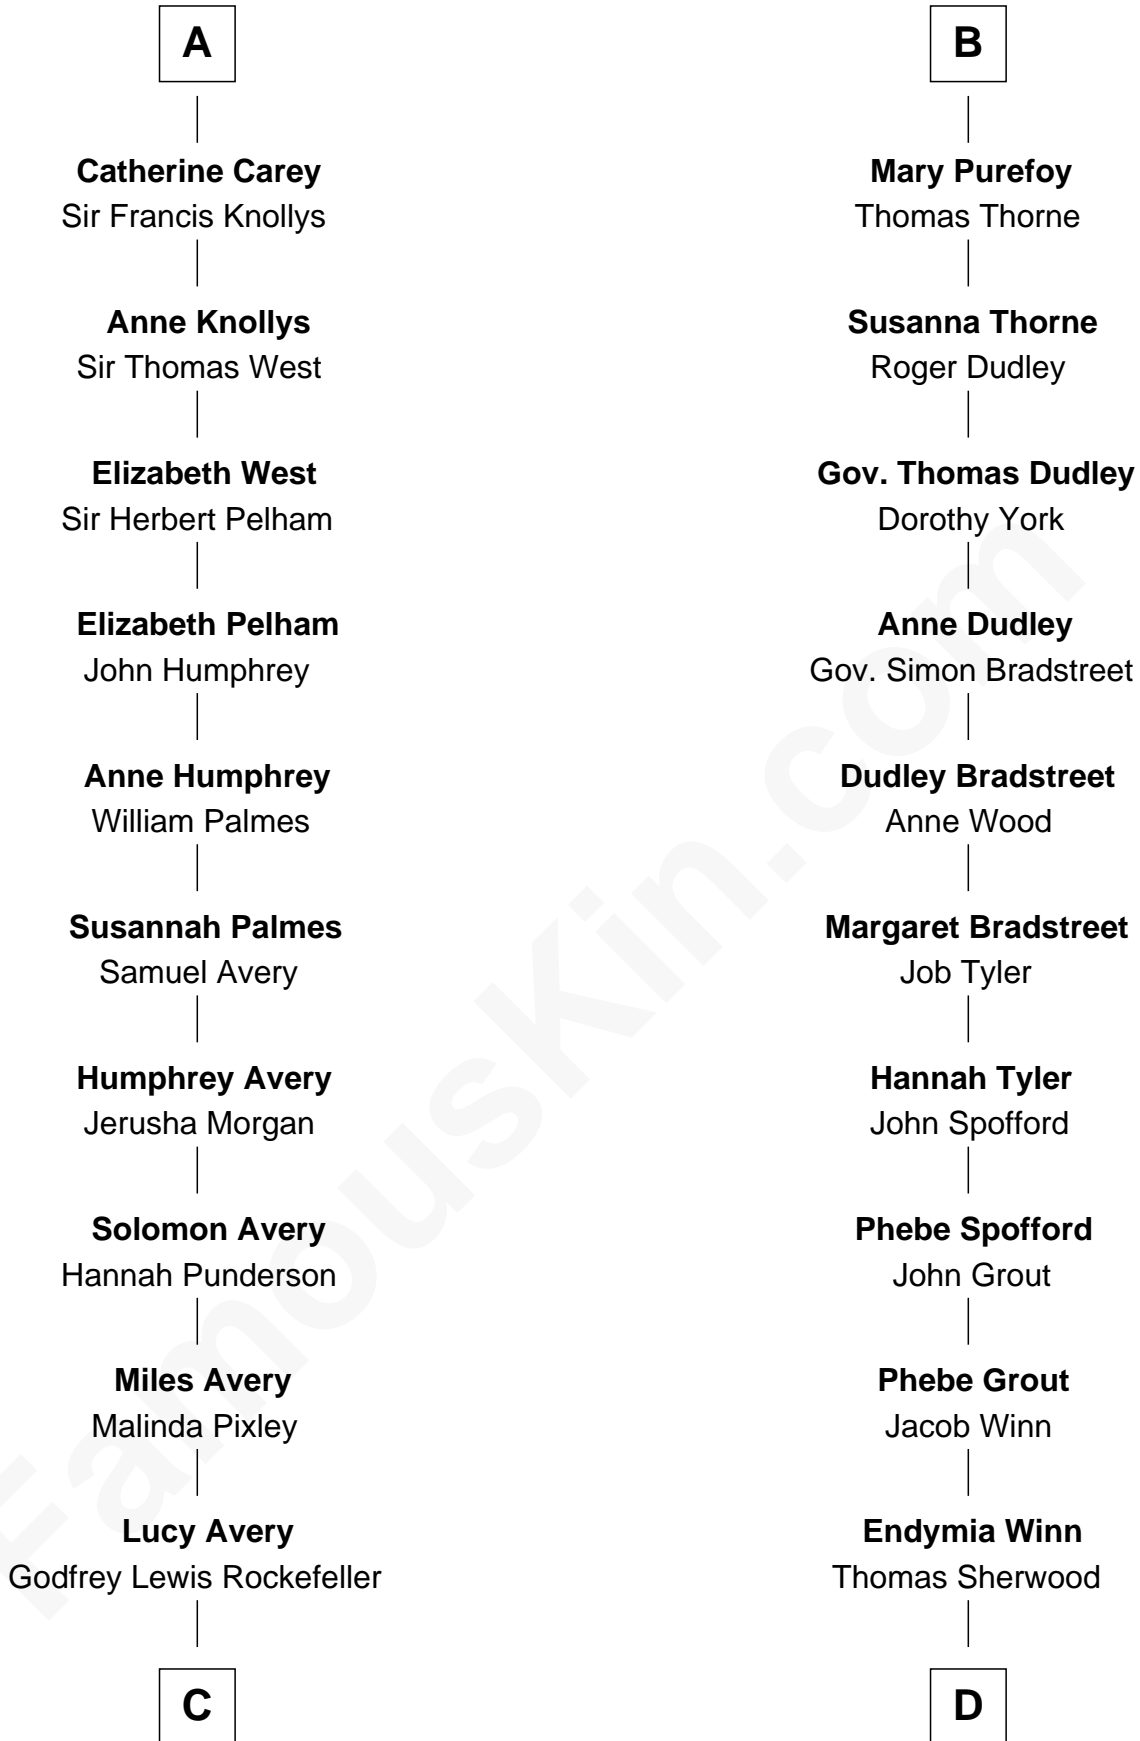 A
Catherine Carey
Sir Francis Knollys
Anne Knollys
Sir Thomas West
Elizabeth West
Sir Herbert Pelham
Elizabeth Pelham
John Humphrey
Anne Humphrey
William Palmes
Susannah Palmes
Samuel Avery
Humphrey Avery
Jerusha Morgan
Solomon Avery
Hannah Punderson
Miles Avery
Malinda Pixley
Lucy Avery
Godfrey Lewis Rockefeller
C
B
Mary Purefoy
Thomas Thorne
Susanna Thorne
Roger Dudley
Gov. Thomas Dudley
Dorothy York
Anne Dudley
Gov. Simon Bradstreet
Dudley Bradstreet
Anne Wood
Margaret Bradstreet
Job Tyler
Hannah Tyler
John Spofford
Phebe Spofford
John Grout
Phebe Grout
Jacob Winn
Endymia Winn
Thomas Sherwood
D
FamousKin.com